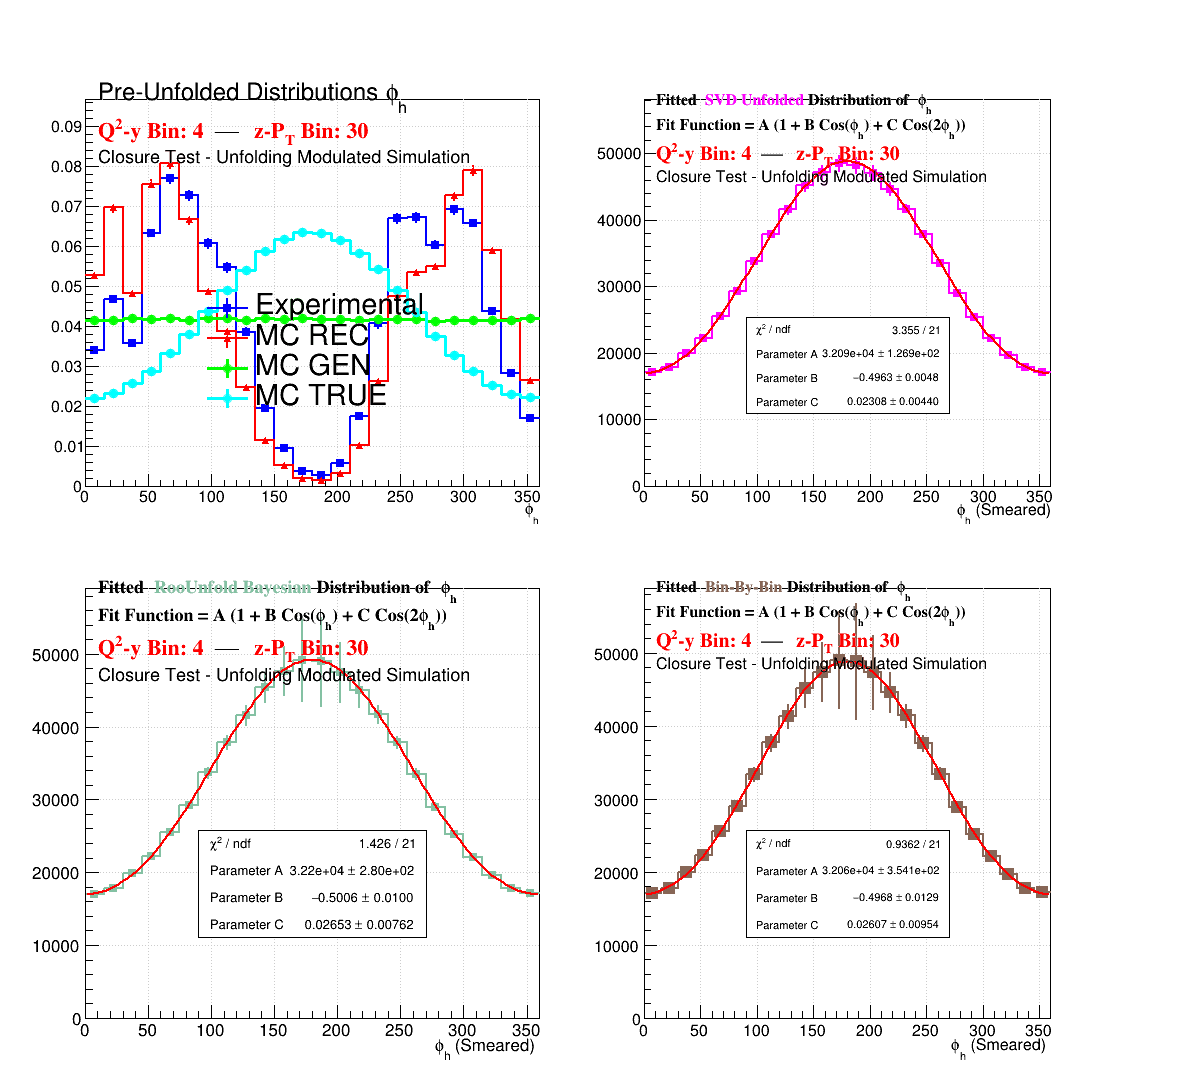 Pre-Unfolded Distributions ϕh
Q²-y Bin: 4 — z-PT Bin: 30
Closure Test - Unfolding Modulated Simulation
0.09
0.08
0.07
0.06
0.05
0.04
0.03
0.02
0.01
0
Experimental
MC REC
MC GEN
MC TRUE
0 50 100 150 200 250 300 350
ϕh
Fitted SVD Unfolded Distribution of ϕh
Fit Function = A (1 + B Cos(ϕh) + C Cos(2ϕh))
Q²-y Bin: 4 — z-PT Bin: 30
Closure Test - Unfolding Modulated Simulation
50000
40000
30000
20000
10000
0
χ² / ndf 3.355 / 21
Parameter A 3.209e+04 ± 1.269e+02
Parameter B −0.4963 ± 0.0048
Parameter C 0.02308 ± 0.00440
0 50 100 150 200 250 300 350
ϕh (Smeared)
Fitted RooUnfold Bayesian Distribution of ϕh
Fit Function = A (1 + B Cos(ϕh) + C Cos(2ϕh))
Q²-y Bin: 4 — z-PT Bin: 30
Closure Test - Unfolding Modulated Simulation
50000
40000
30000
20000
10000
0
χ² / ndf 1.426 / 21
Parameter A 3.22e+04 ± 2.80e+02
Parameter B −0.5006 ± 0.0100
Parameter C 0.02653 ± 0.00762
0 50 100 150 200 250 300 350
ϕh (Smeared)
Fitted Bin-By-Bin Distribution of ϕh
Fit Function = A (1 + B Cos(ϕh) + C Cos(2ϕh))
Q²-y Bin: 4 — z-PT Bin: 30
Closure Test - Unfolding Modulated Simulation
50000
40000
30000
20000
10000
0
χ² / ndf 0.9362 / 21
Parameter A 3.206e+04 ± 3.541e+02
Parameter B −0.4968 ± 0.0129
Parameter C 0.02607 ± 0.00954
0 50 100 150 200 250 300 350
ϕh (Smeared)